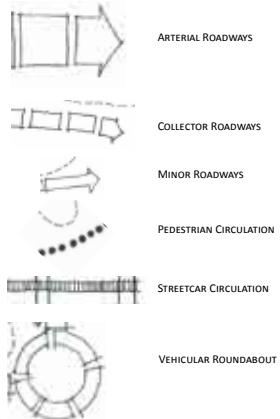 Arterial Roadways
Collector Roadways
Minor Roadways
Pedestrian Circulation
Streetcar Circulation
Vehicular Roundabout